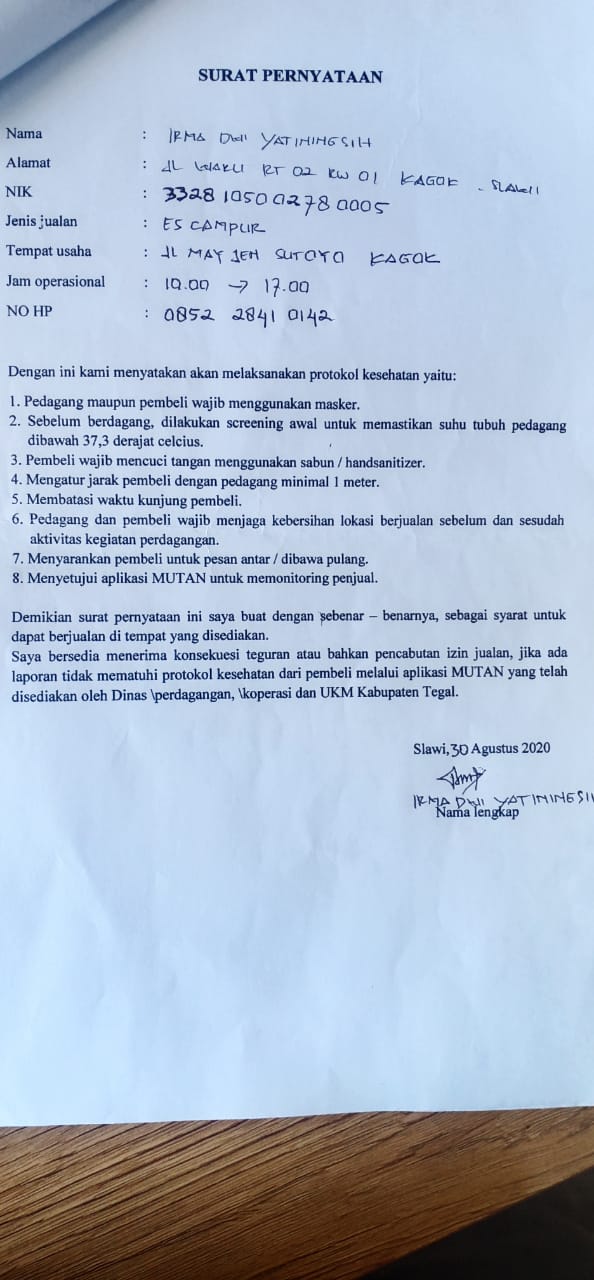 SURAT PERNYATAAN
Nama : IRMA DWI YATININGSIH
Alamat : JL WARU RT 02 RW 01 KAGOK - SLAWI
NIK : 3328 1050 0278 0005
Jenis jualan : ES CAMPUR
Tempat usaha : JL MAY JEN SUTOYO KAGOK
Jam operasional : 10.00 → 17.00
NO HP : 0852 2841 0142
Dengan ini kami menyatakan akan melaksanakan protokol kesehatan yaitu:
1. Pedagang maupun pembeli wajib menggunakan masker.
2. Sebelum berdagang, dilakukan screening awal untuk memastikan suhu tubuh pedagang
dibawah 37,3 derajat celcius.
3. Pembeli wajib mencuci tangan menggunakan sabun / handsanitizer.
4. Mengatur jarak pembeli dengan pedagang minimal 1 meter.
5. Membatasi waktu kunjung pembeli.
6. Pedagang dan pembeli wajib menjaga kebersihan lokasi berjualan sebelum dan sesudah
aktivitas kegiatan perdagangan.
7. Menyarankan pembeli untuk pesan antar / dibawa pulang.
8. Menyetujui aplikasi MUTAN untuk memonitoring penjual.
Demikian surat pernyataan ini saya buat dengan sebenar – benarnya, sebagai syarat untuk
dapat berjualan di tempat yang disediakan.
Saya bersedia menerima konsekuesi teguran atau bahkan pencabutan izin jualan, jika ada
laporan tidak mematuhi protokol kesehatan dari pembeli melalui aplikasi MUTAN yang telah
disediakan oleh Dinas \perdagangan, \koperasi dan UKM Kabupaten Tegal.
Slawi,30 Agustus 2020
IRMA DWI YATININGSIH
Nama lengkap